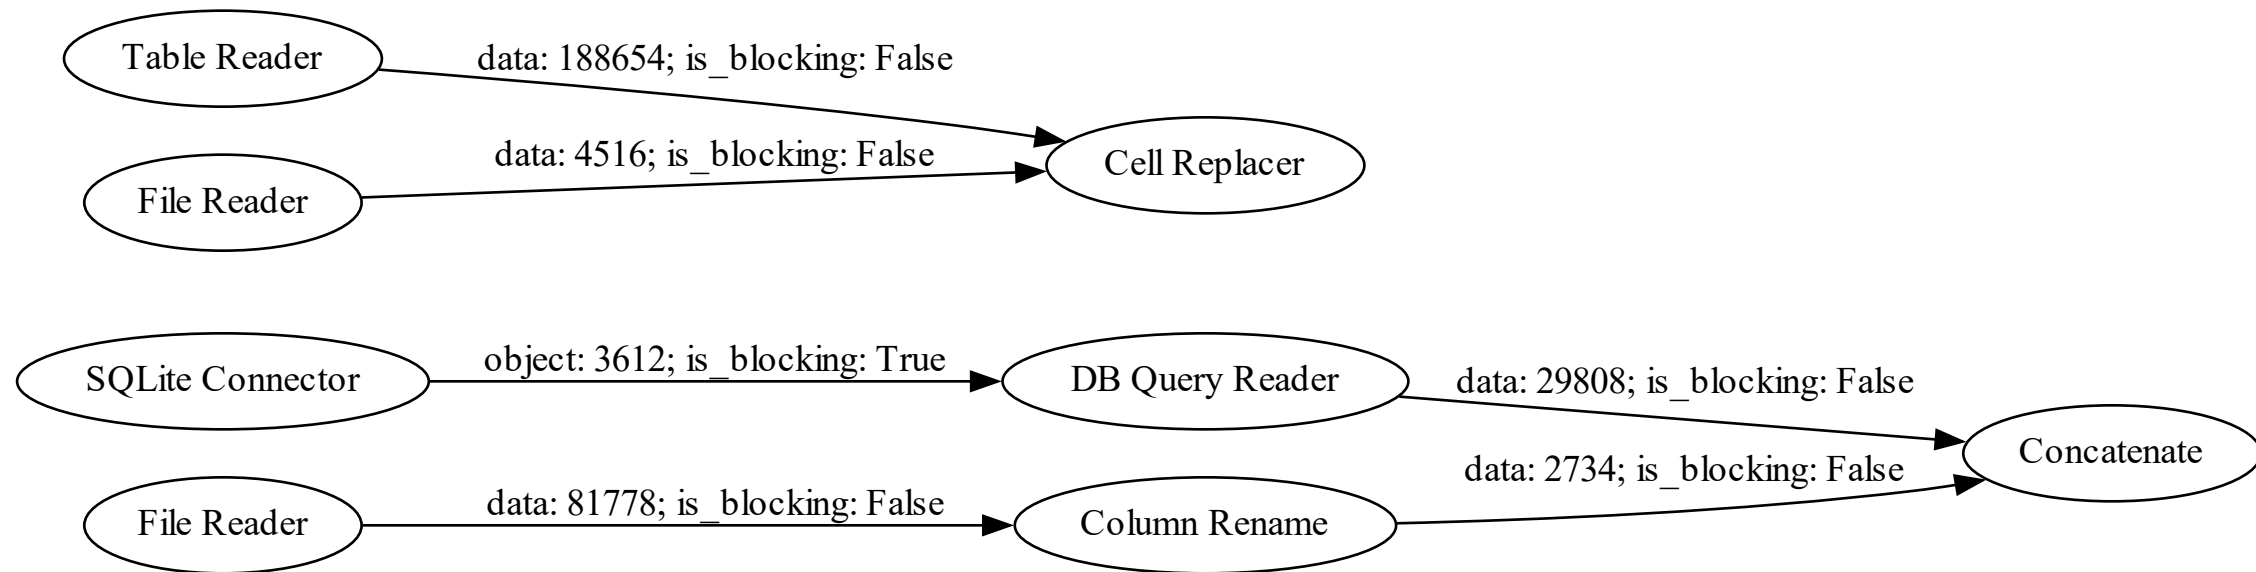 Table Reader
data: 188654; is_blocking: False
File Reader
data: 4516; is_blocking: False
Cell Replacer
SQLite Connector
object: 3612; is_blocking: True
DB Query Reader
data: 29808; is_blocking: False
File Reader
data: 81778; is_blocking: False
Column Rename
data: 2734; is_blocking: False
Concatenate